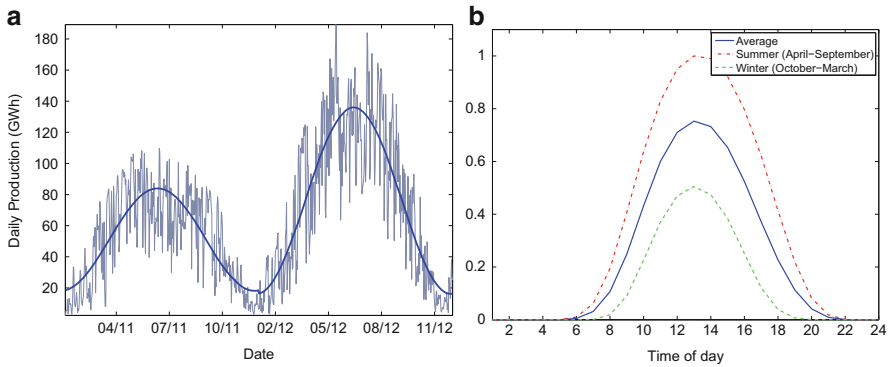 a
180
160
140
120
100
80
60
40
20
Daily Production (GWh)
04/11 07/11 10/11 02/12 05/12 08/12 11/12
Date
b
1
0.8
0.6
0.4
0.2
0
Average
Summer (April−September)
Winter (October−March)
2 4 6 8 10 12 14 16 18 20 22 24
Time of day